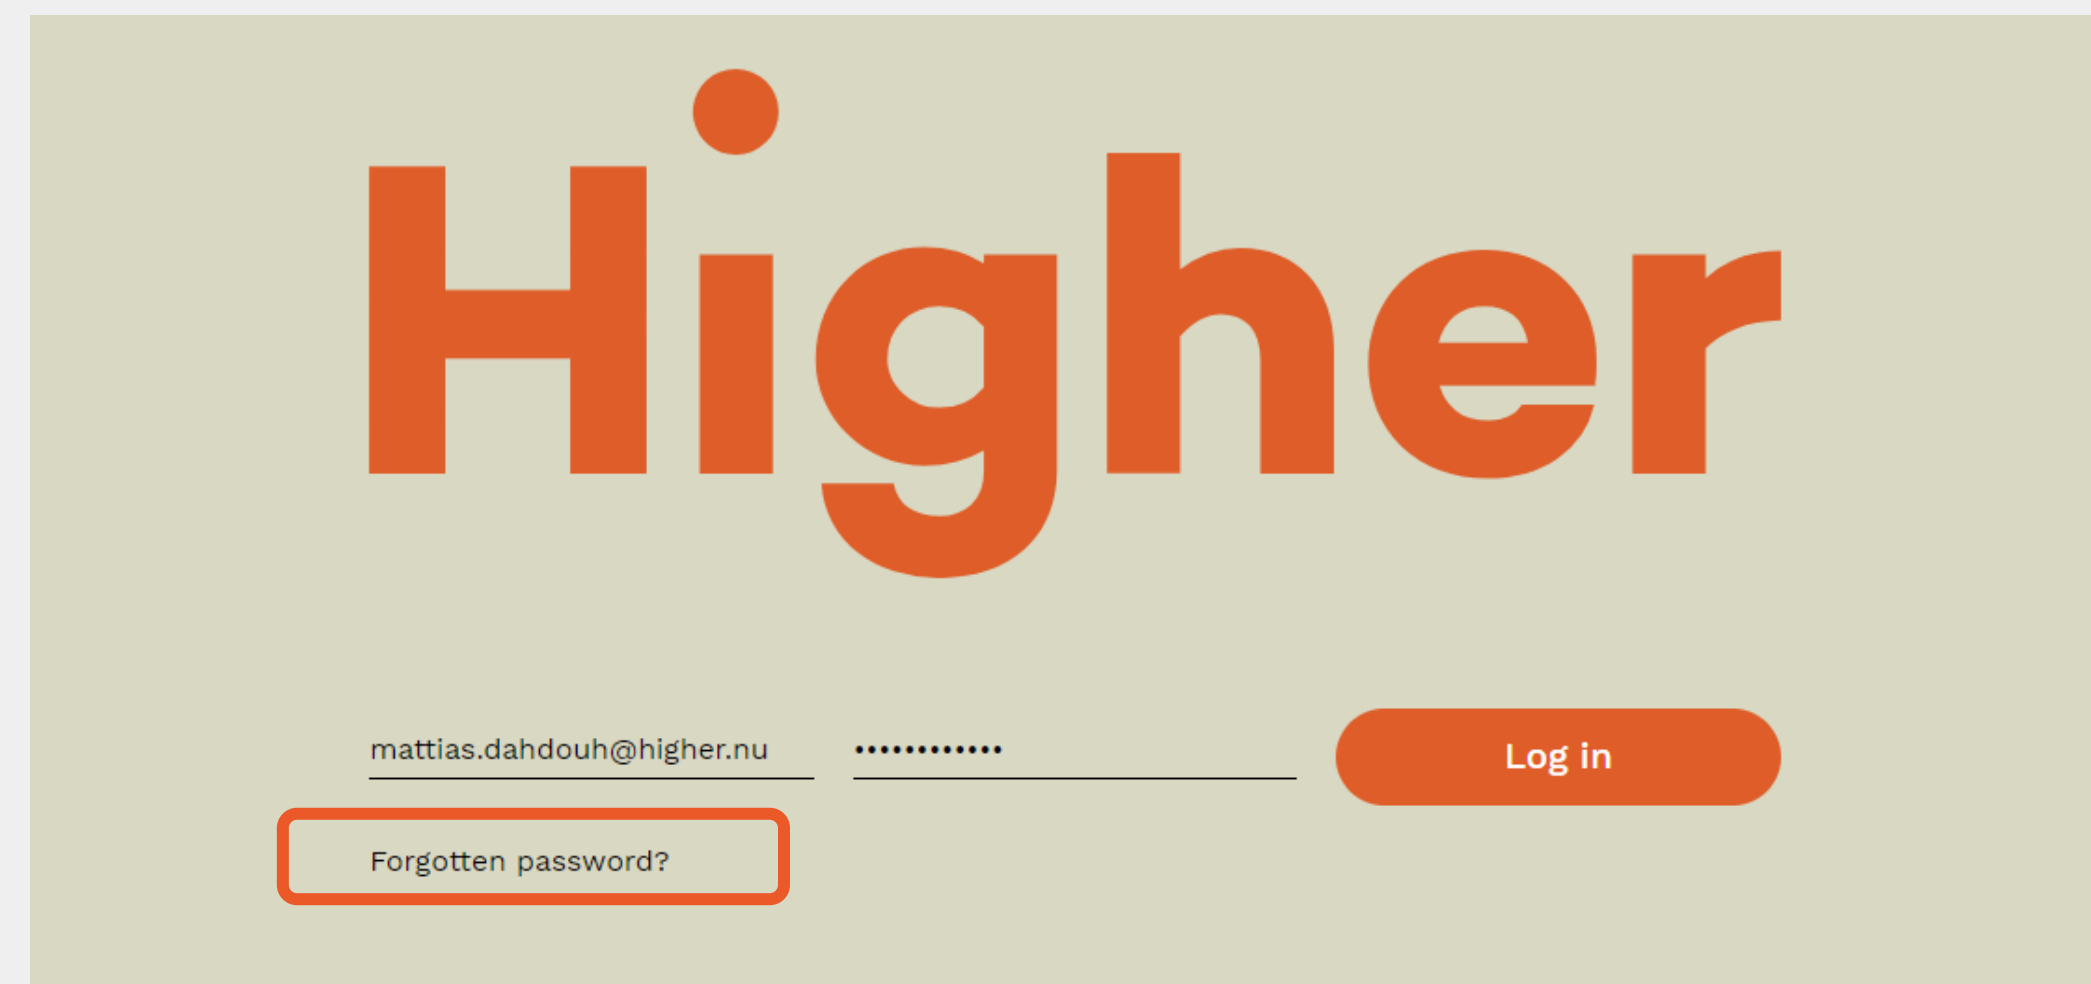 Higher
mattias.dahdouh@higher.nu ••••••••••••
Log in
Forgotten password?